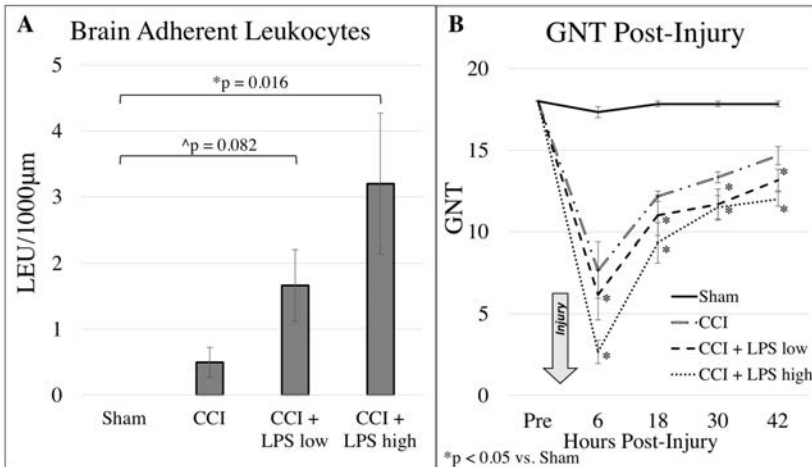 A Brain Adherent Leukocytes
LEU/1000µm
5
4
3
2
1
0
*p = 0.016
^p = 0.082
Sham
CCI
CCI +
LPS low
CCI +
LPS high
B GNT Post-Injury
GNT
20
15
10
5
0
*
*
*
*
*
*
*
*
Injury
Sham
CCI
CCI + LPS low
CCI + LPS high
Pre 6 18 30 42
Hours Post-Injury
*p < 0.05 vs. Sham